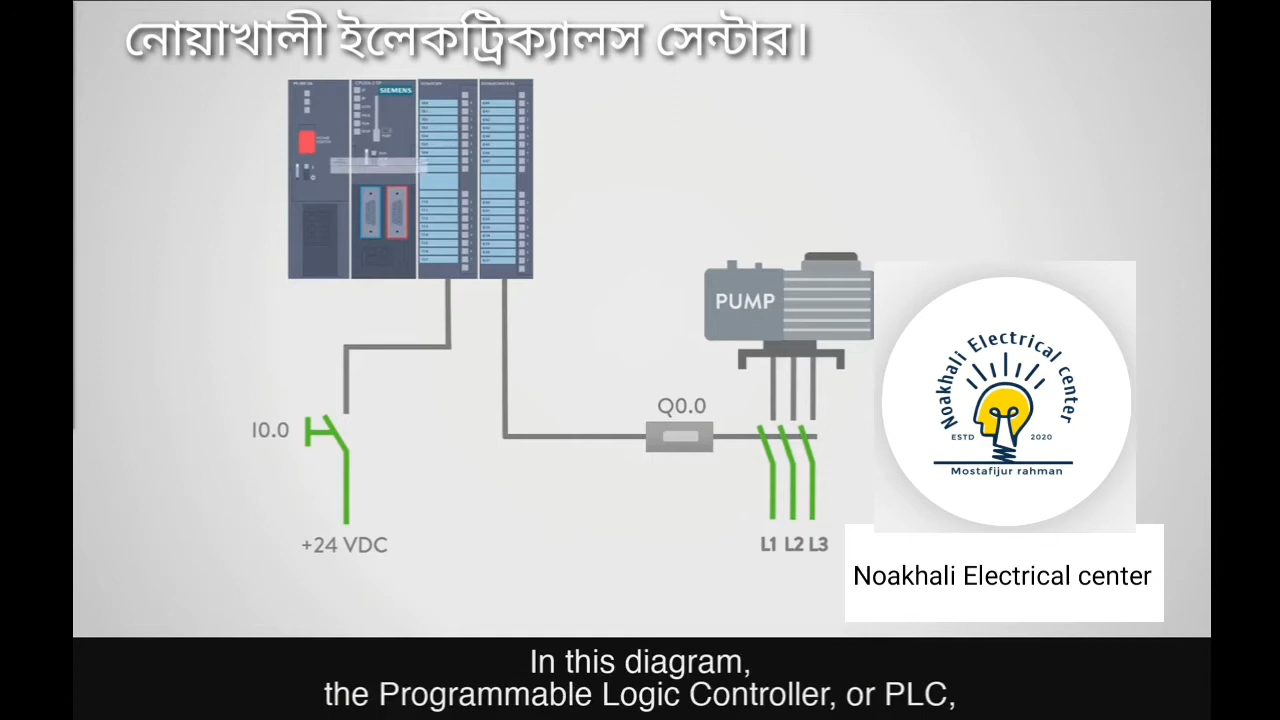 নোয়াখালী ইলেকট্রিক্যালস সেন্টার।
SIEMENS
PUMP
Q0.0
I0.0
+24 VDC
L1 L2 L3
Noakhali Electrical center
ESTD 2020
Mostafijur rahman
Noakhali Electrical center
In this diagram,
the Programmable Logic Controller, or PLC,